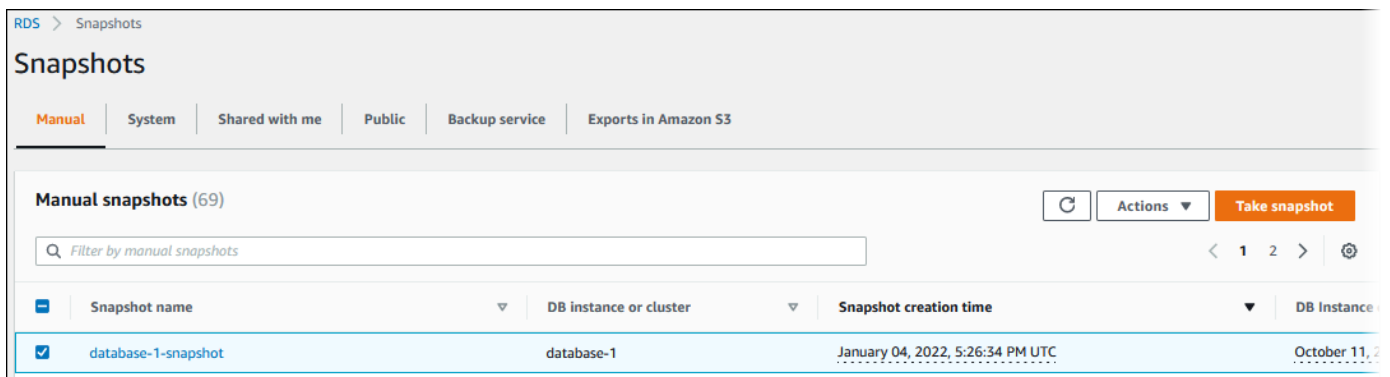 RDS > Snapshots
Snapshots
Manual System Shared with me Public Backup service Exports in Amazon S3
Manual snapshots (69) Actions Take snapshot
Filter by manual snapshots 1 2
Snapshot name DB instance or cluster Snapshot creation time DB Instance
database-1-snapshot database-1 January 04, 2022, 5:26:34 PM UTC October 11,